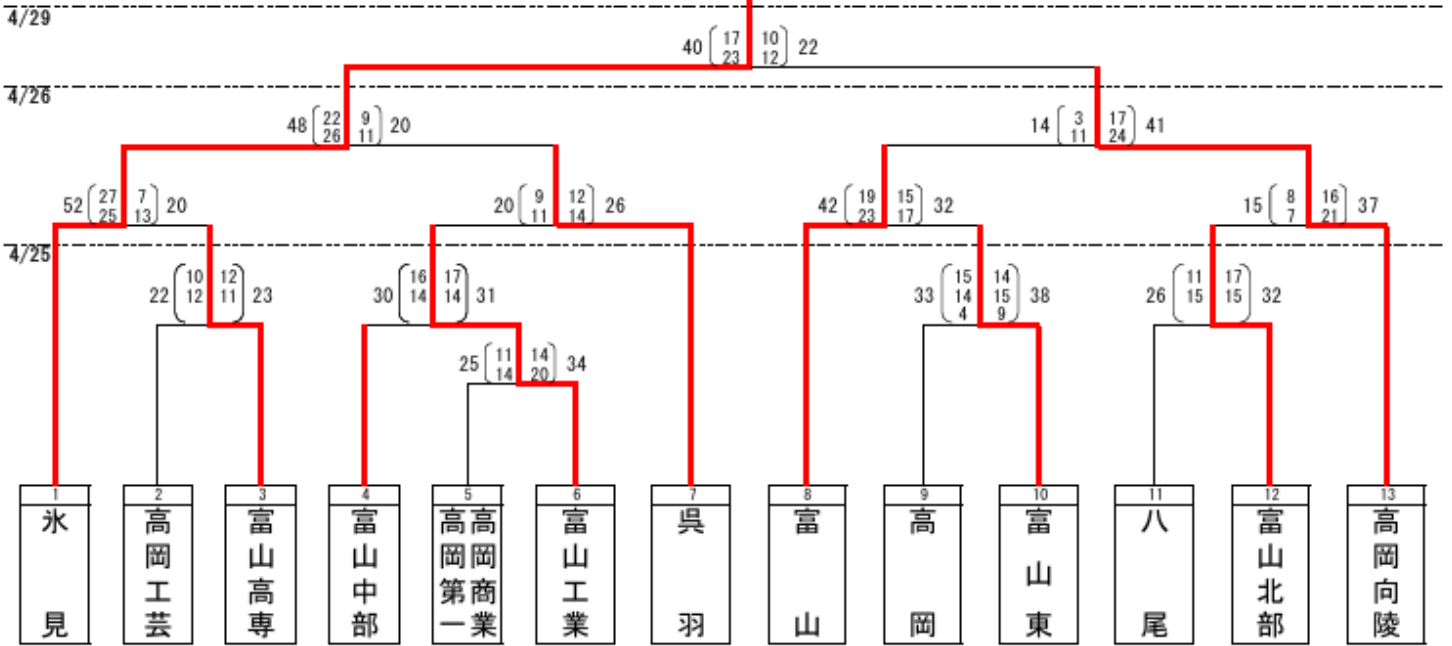 4/29
40 17 10 22
23 12
4/26
48 22 9 20
26 11
14 3 17 41
11 24
52 27 7 20
25 13
20 9 12 26
11 14
42 19 15 32
23 17
15 8 16 37
7 21
4/25
22 10 12 23
12 11
30 16 17 31
14 14
33 15 14 38
14 15
4 9
26 11 17 32
15 15
25 11 14 34
14 20
1 2 3 4 5 6 7 8 9 10 11 12 13
氷見
高岡工芸
富山高専
富山中部
高岡商業
高岡第一
富山工業
呉羽
富山
高岡
富山東
八尾
富山北部
高岡向陵